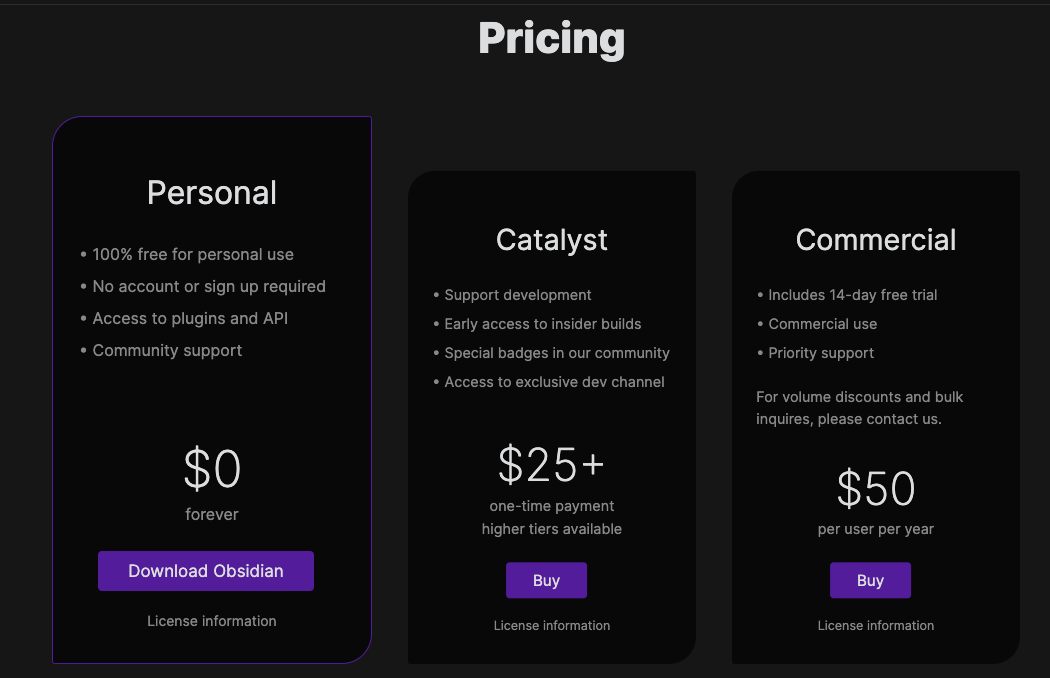 Pricing
Personal
• 100% free for personal use
• No account or sign up required
• Access to plugins and API
• Community support
$0
forever
Download Obsidian
License information
Catalyst
• Support development
• Early access to insider builds
• Special badges in our community
• Access to exclusive dev channel
$25+
one-time payment
higher tiers available
Buy
License information
Commercial
• Includes 14-day free trial
• Commercial use
• Priority support
For volume discounts and bulk
inquires, please contact us.
$50
per user per year
Buy
License information